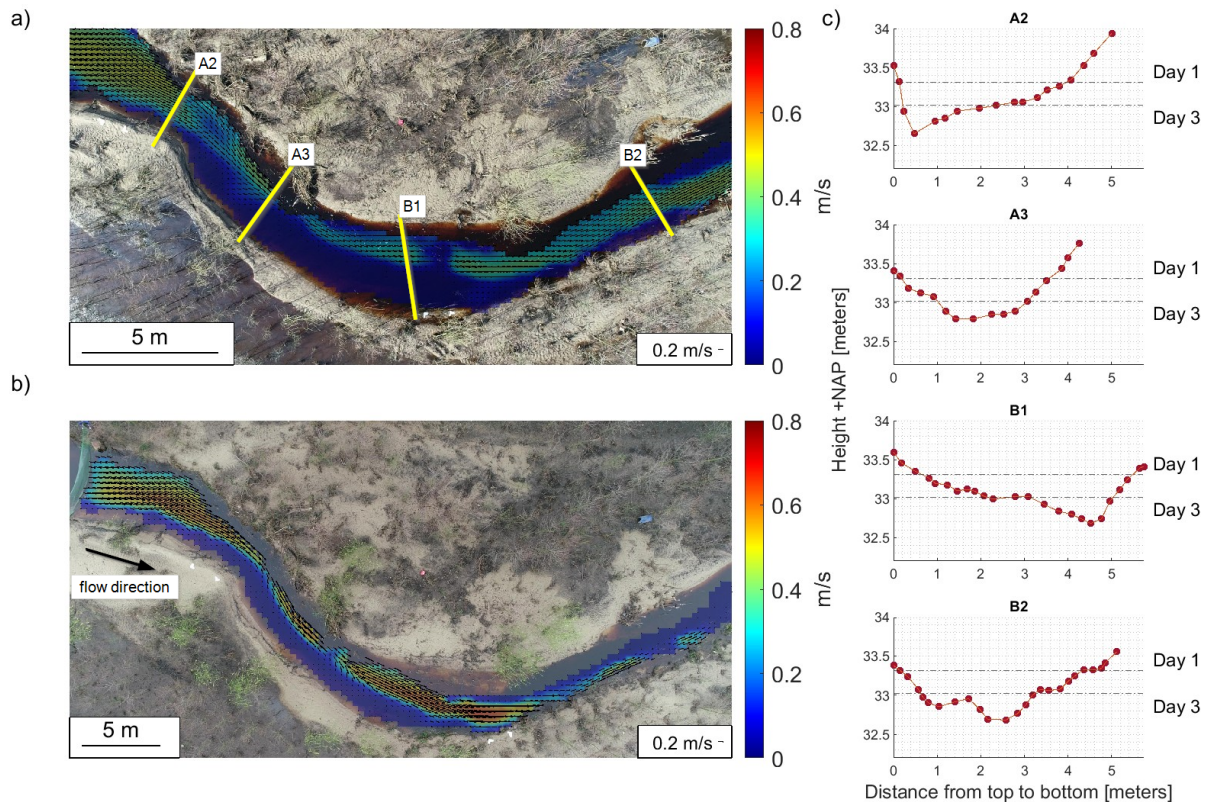 a)
A2
A3
B1
B2
5 m
0.2 m/s
0.8
0.6
0.4
0.2
0
m/s
b)
flow direction
5 m
0.2 m/s
0.8
0.6
0.4
0.2
0
m/s
c)
A2
34
33.5
33
32.5
0 1 2 3 4 5
Day 1
Day 3
A3
34
33.5
33
32.5
0 1 2 3 4 5
Day 1
Day 3
B1
34
33.5
33
32.5
0 1 2 3 4 5
Day 1
Day 3
B2
34
33.5
33
32.5
0 1 2 3 4 5
Day 1
Day 3
Height +NAP [meters]
Distance from top to bottom [meters]